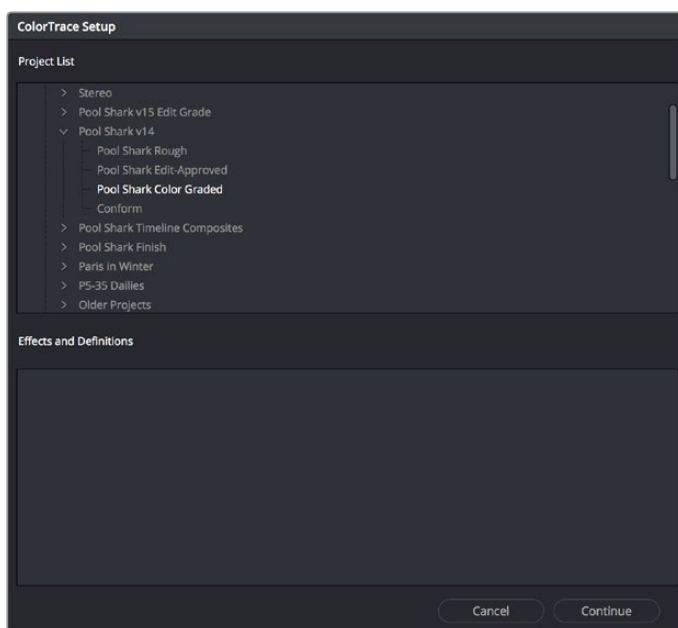 ColorTrace Setup
Project List
Stereo
Pool Shark v15 Edit Grade
Pool Shark v14
Pool Shark Rough
Pool Shark Edit-Approved
Pool Shark Color Graded
Conform
Pool Shark Timeline Composites
Pool Shark Finish
Paris in Winter
P5-35 Dailies
Older Projects
Effects and Definitions
Cancel Continue